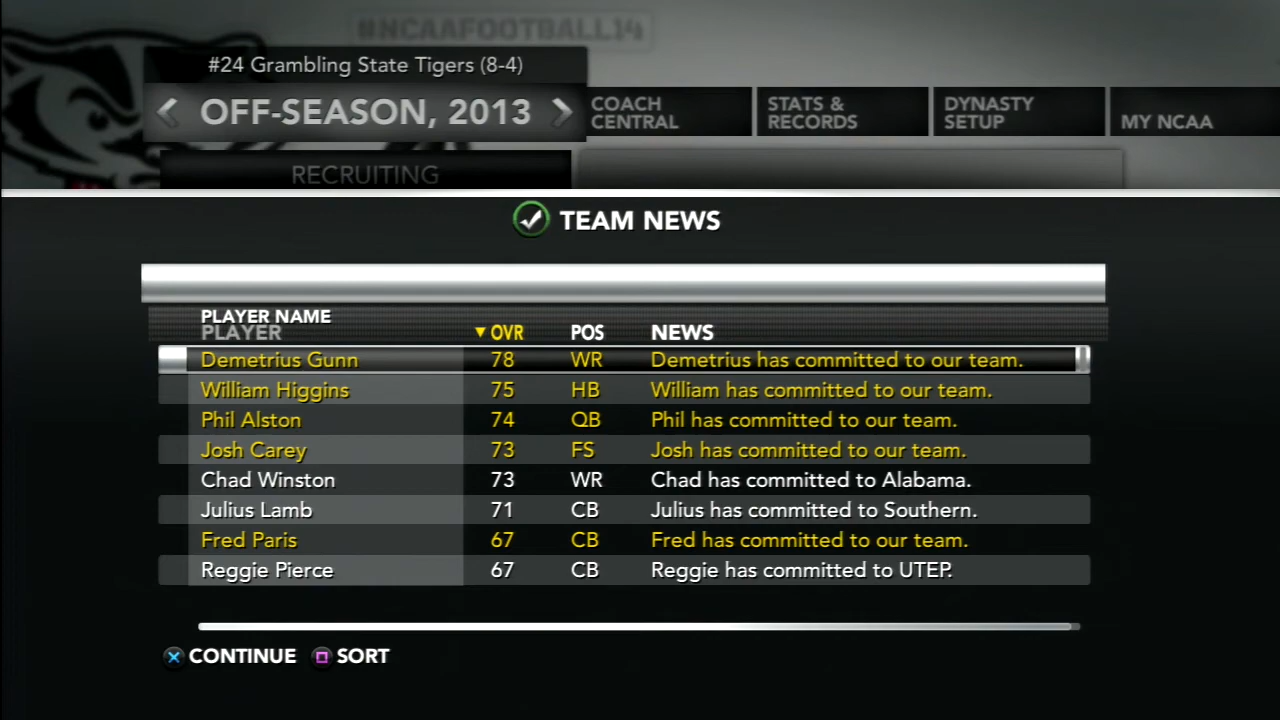 #NCAAFOOTBALL14
#24 Grambling State Tigers (8-4)
OFF-SEASON, 2013
COACH CENTRAL
STATS & RECORDS
DYNASTY SETUP
MY NCAA
RECRUITING
TEAM NEWS
PLAYER NAME
PLAYER OVR POS NEWS
Demetrius Gunn 78 WR Demetrius has committed to our team.
William Higgins 75 HB William has committed to our team.
Phil Alston 74 QB Phil has committed to our team.
Josh Carey 73 FS Josh has committed to our team.
Chad Winston 73 WR Chad has committed to Alabama.
Julius Lamb 71 CB Julius has committed to Southern.
Fred Paris 67 CB Fred has committed to our team.
Reggie Pierce 67 CB Reggie has committed to UTEP.
CONTINUE SORT